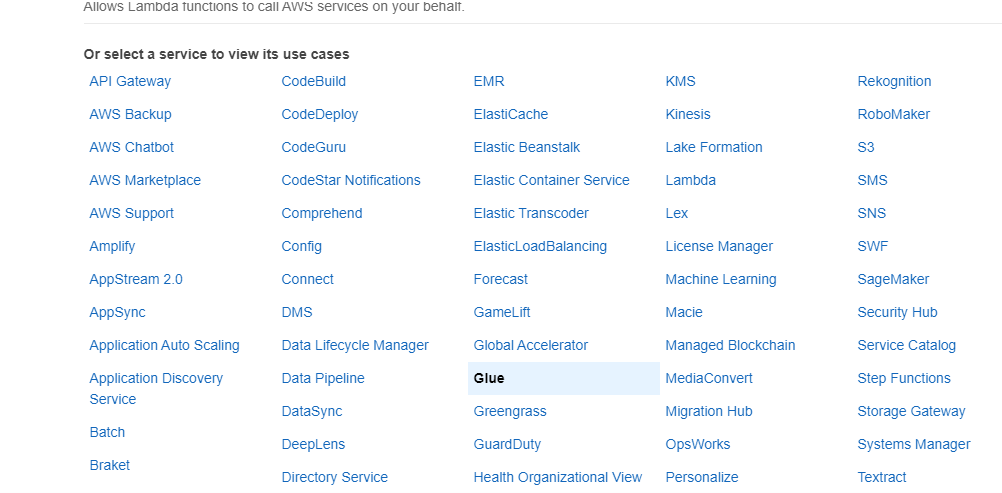 Allows Lambda functions to call AWS services on your behalf.
Or select a service to view its use cases
API Gateway
AWS Backup
AWS Chatbot
AWS Marketplace
AWS Support
Amplify
AppStream 2.0
AppSync
Application Auto Scaling
Application Discovery
Service
Batch
Braket
CodeBuild
CodeDeploy
CodeGuru
CodeStar Notifications
Comprehend
Config
Connect
DMS
Data Lifecycle Manager
Data Pipeline
DataSync
DeepLens
Directory Service
EMR
ElastiCache
Elastic Beanstalk
Elastic Container Service
Elastic Transcoder
ElasticLoadBalancing
Forecast
GameLift
Global Accelerator
Glue
Greengrass
GuardDuty
Health Organizational View
KMS
Kinesis
Lake Formation
Lambda
Lex
License Manager
Machine Learning
Macie
Managed Blockchain
MediaConvert
Migration Hub
OpsWorks
Personalize
Rekognition
RoboMaker
S3
SMS
SNS
SWF
SageMaker
Security Hub
Service Catalog
Step Functions
Storage Gateway
Systems Manager
Textract